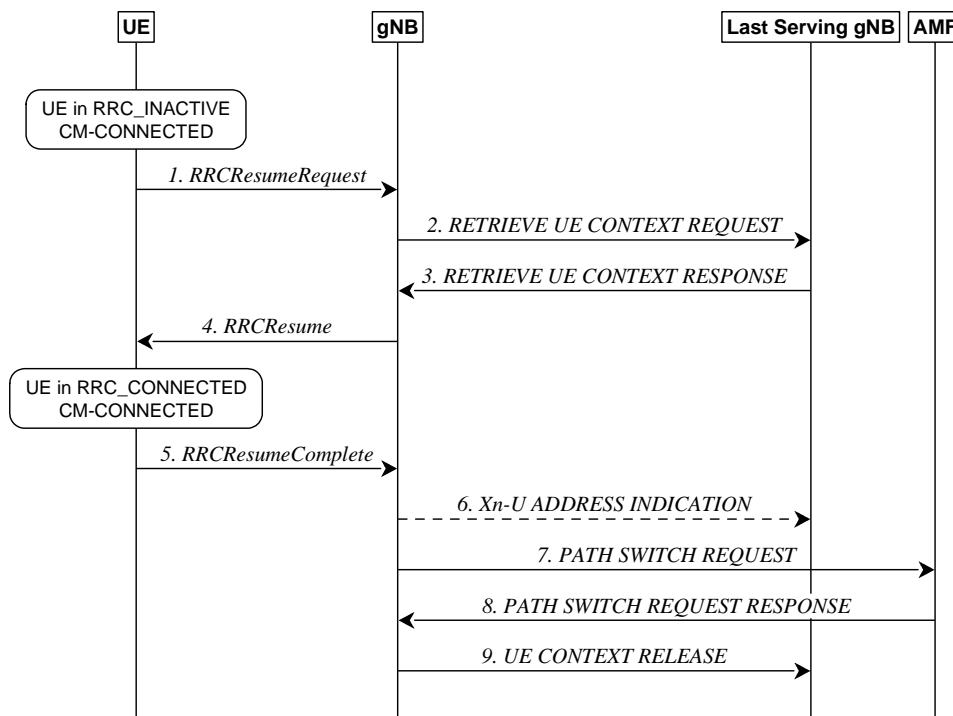 UE
gNB
Last Serving gNB
AMF
UE in RRC_INACTIVE
CM-CONNECTED
1. RRCResumeRequest
2. RETRIEVE UE CONTEXT REQUEST
3. RETRIEVE UE CONTEXT RESPONSE
4. RRCResume
UE in RRC_CONNECTED
CM-CONNECTED
5. RRCResumeComplete
6. Xn-U ADDRESS INDICATION
7. PATH SWITCH REQUEST
8. PATH SWITCH REQUEST RESPONSE
9. UE CONTEXT RELEASE